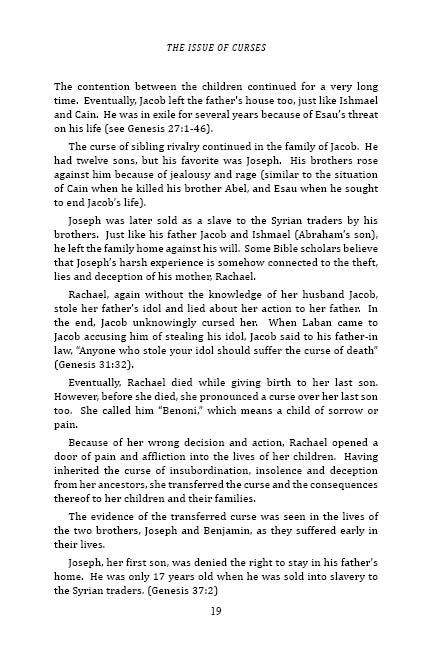 THE ISSUE OF CURSES
The contention between the children continued for a very long
time.  Eventually, Jacob left the father's house too, just like Ishmael
and Cain.  He was in exile for several years because of Esau's threat
on his life (see Genesis 27:1-46).
The curse of sibling rivalry continued in the family of Jacob.  He
had twelve sons, but his favorite was Joseph.  His brothers rose
against him because of jealousy and rage (similar to the situation
of Cain when he killed his brother Abel, and Esau when he sought
to end Jacob's life).
Joseph was later sold as a slave to the Syrian traders by his
brothers.  Just like his father Jacob and Ishmael (Abraham's son),
he left the family home against his will.  Some Bible scholars believe
that Joseph's harsh experience is somehow connected to the theft,
lies and deception of his mother, Rachael.
Rachael, again without the knowledge of her husband Jacob,
stole her father's idol and lied about her action to her father.  In
the end, Jacob unknowingly cursed her.  When Laban came to
Jacob accusing him of stealing his idol, Jacob said to his father-in
law, "Anyone who stole your idol should suffer the curse of death"
(Genesis 31:32).
Eventually, Rachael died while giving birth to her last son.
However, before she died, she pronounced a curse over her last son
too.  She called him "Benoni," which means a child of sorrow or
pain.
Because of her wrong decision and action, Rachael opened a
door of pain and affliction into the lives of her children.  Having
inherited the curse of insubordination, insolence and deception
from her ancestors, she transferred the curse and the consequences
thereof to her children and their families.
The evidence of the transferred curse was seen in the lives of
the two brothers, Joseph and Benjamin, as they suffered early in
their lives.
Joseph, her first son, was denied the right to stay in his father's
home.  He was only 17 years old when he was sold into slavery to
the Syrian traders. (Genesis 37:2)
19